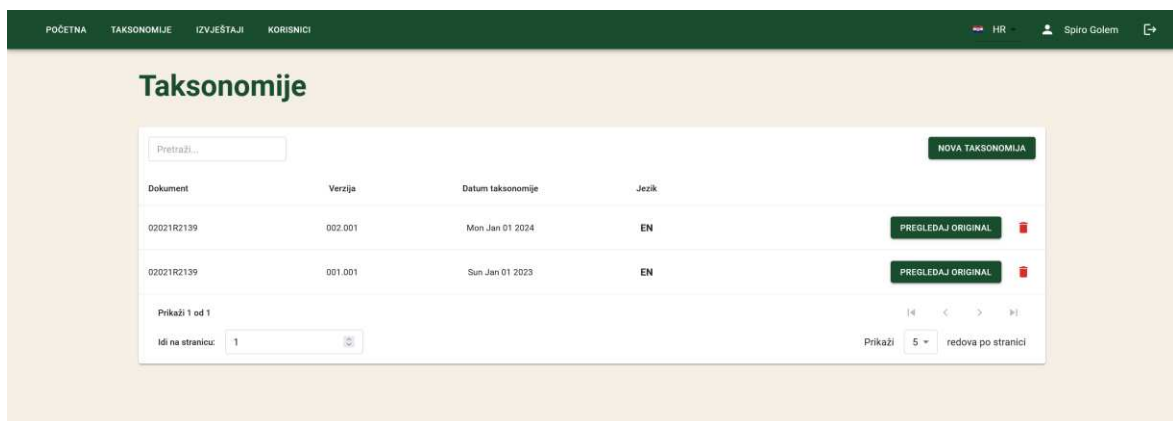 POČETNA TAKSONOMIJE IZVJEŠTAJI KORISNICI HR Spiro Golem
Taksonomije
Pretraži... NOVA TAKSONOMIJA
Dokument Verzija Datum taksonomije Jezik
02021R2139 002.001 Mon Jan 01 2024 EN PREGLEDAJ ORIGINAL
02021R2139 001.001 Sun Jan 01 2023 EN PREGLEDAJ ORIGINAL
Prikaži 1 od 1
Idi na stranicu: 1 Prikaži 5 redova po stranici